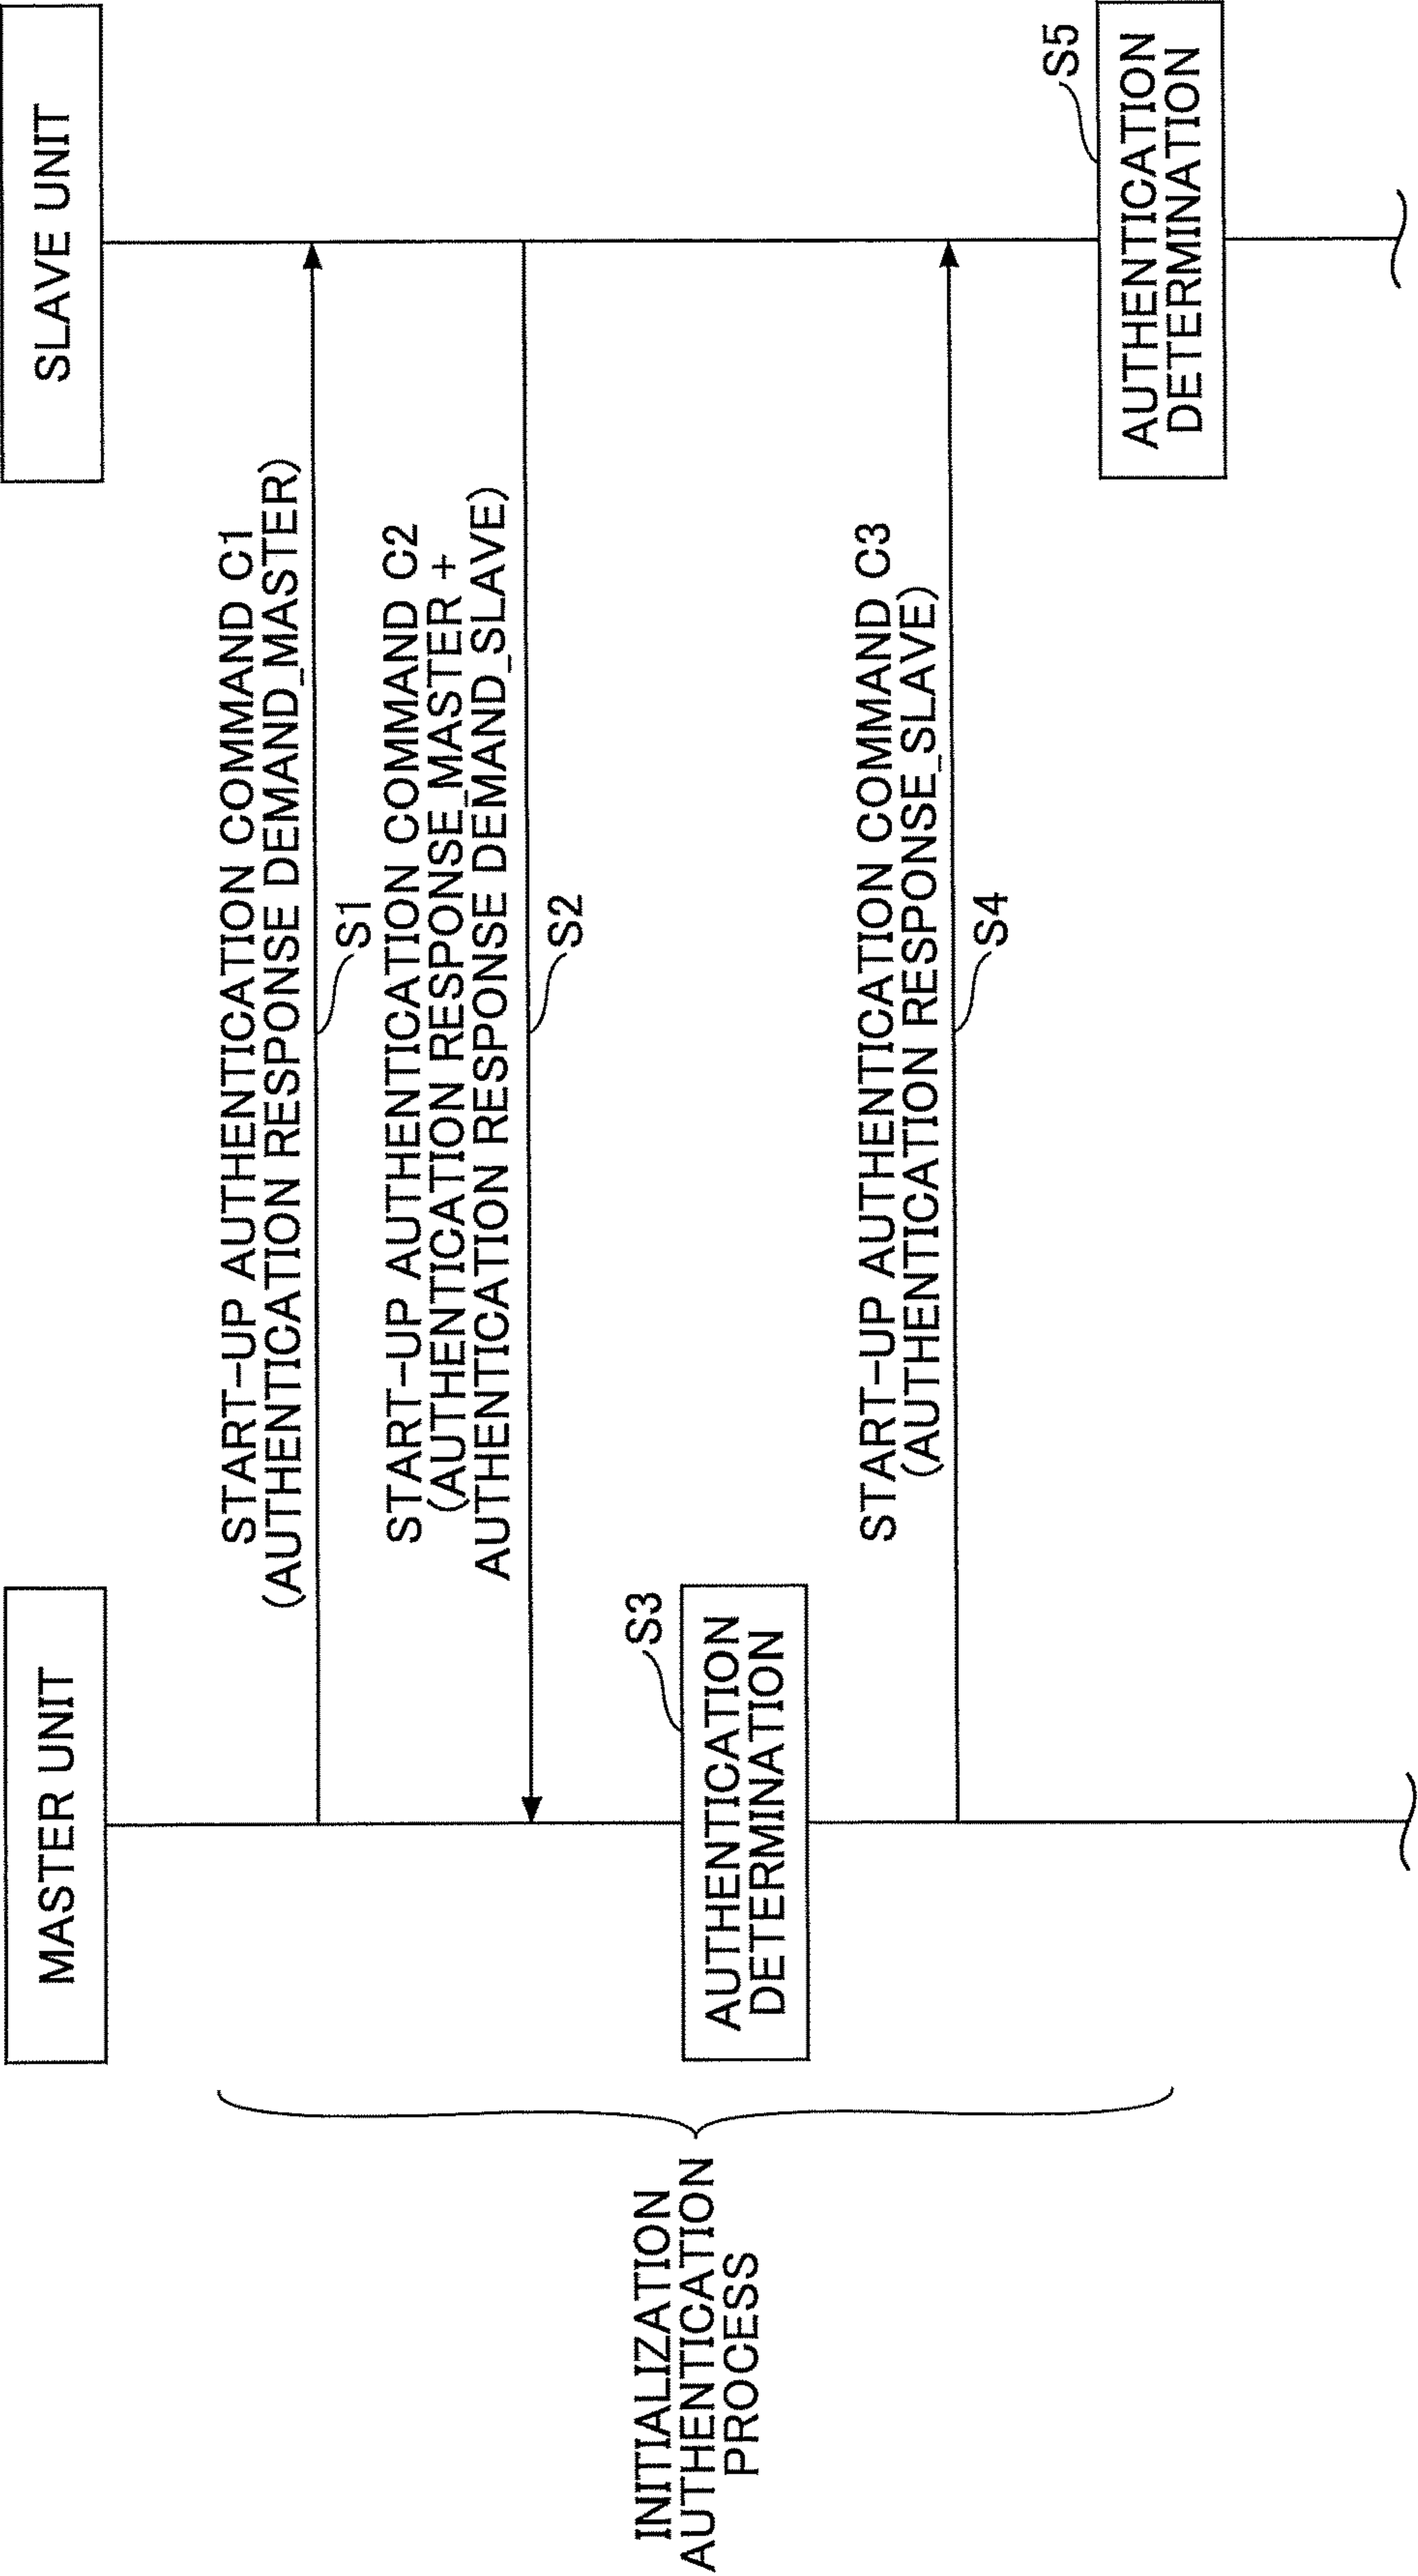 MASTER UNIT
SLAVE UNIT
START-UP AUTHENTICATION COMMAND C1
(AUTHENTICATION RESPONSE DEMAND_MASTER)
S1
START-UP AUTHENTICATION COMMAND C2
(AUTHENTICATION RESPONSE_MASTER +
AUTHENTICATION RESPONSE DEMAND_SLAVE)
S2
INITIALIZATION
AUTHENTICATION
PROCESS
S3
AUTHENTICATION
DETERMINATION
START-UP AUTHENTICATION COMMAND C3
(AUTHENTICATION RESPONSE_SLAVE)
S4
S5
AUTHENTICATION
DETERMINATION